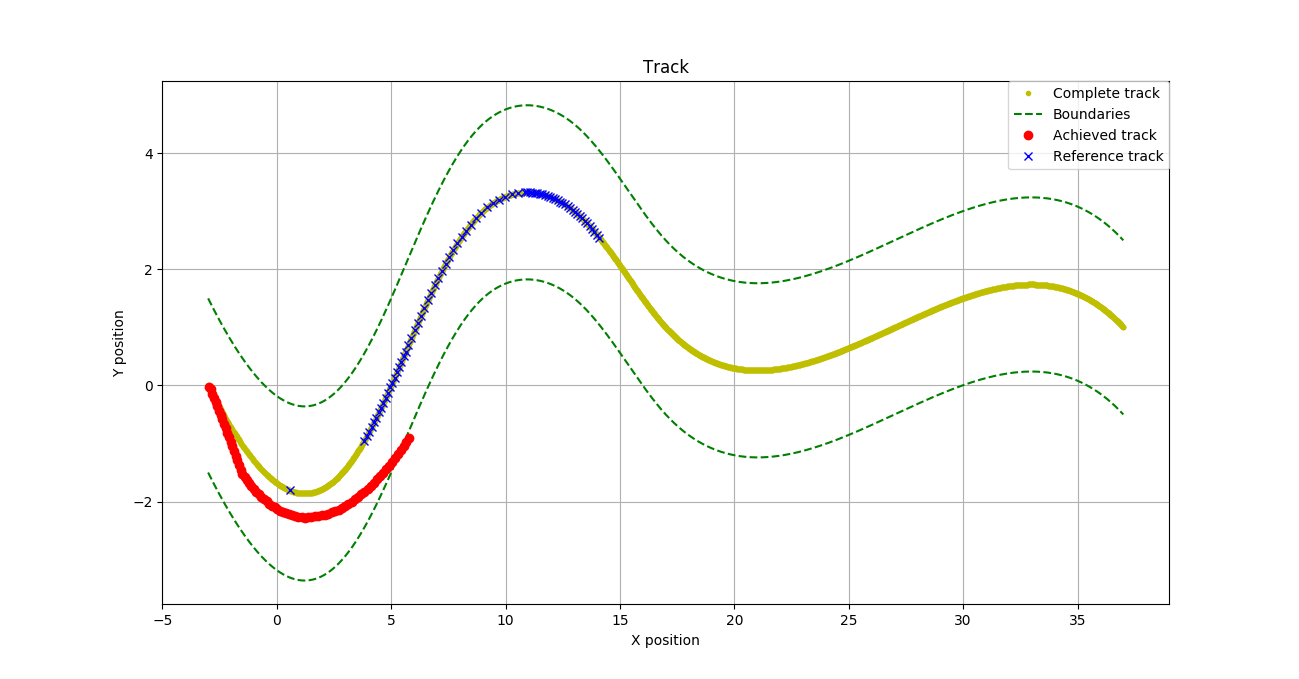 Track
Complete track
Boundaries
Achieved track
Reference track
Y position
4
2
0
−2
−5
0
5
10
15
20
25
30
35
X position